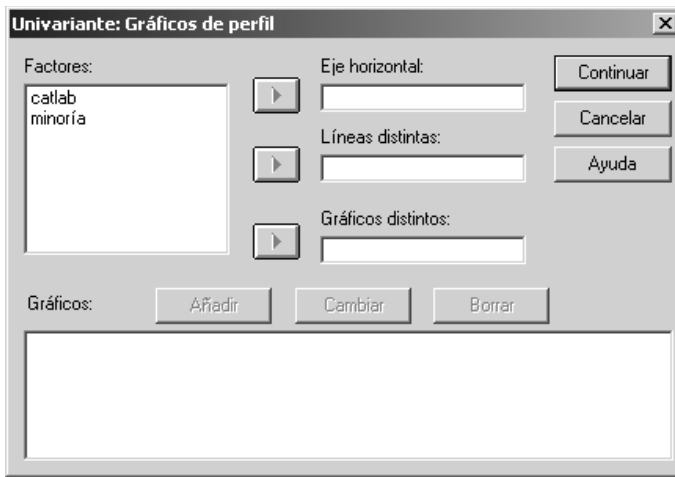 Univariante: Gráficos de perfil
Factores:
catlab
minoría
Eje horizontal:
Líneas distintas:
Gráficos distintos:
Continuar
Cancelar
Ayuda
Gráficos:
Añadir
Cambiar
Borrar